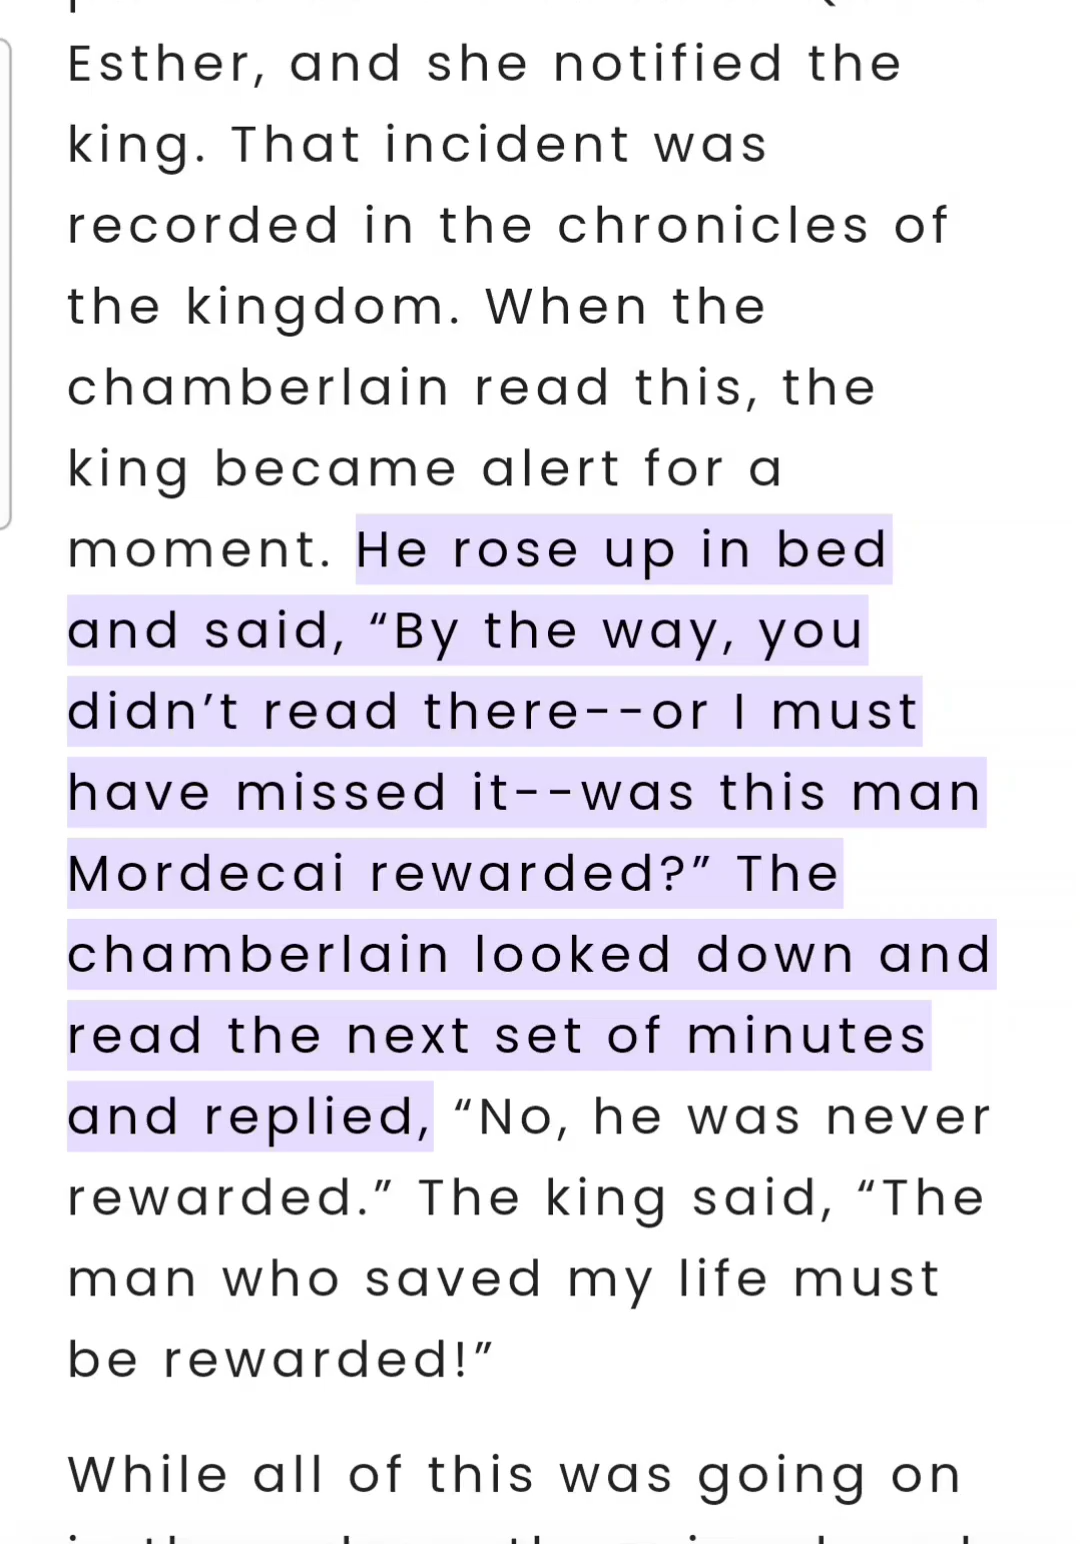 Esther, and she notified the
king. That incident was
recorded in the chronicles of
the kingdom. When the
chamberlain read this, the
king became alert for a
moment. He rose up in bed
and said, “By the way, you
didn’t read there--or I must
have missed it--was this man
Mordecai rewarded?” The
chamberlain looked down and
read the next set of minutes
and replied, “No, he was never
rewarded.” The king said, “The
man who saved my life must
be rewarded!”
While all of this was going on